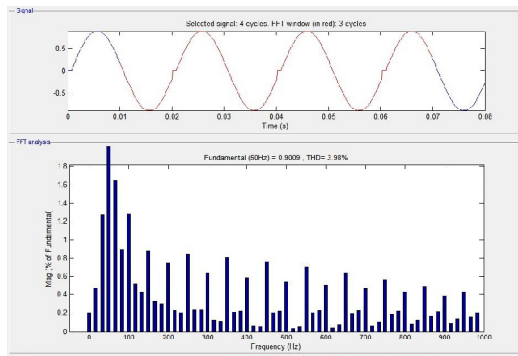 Signal
Selected signal: 4 cycles. FFT window (in red): 3 cycles
0.5
0
-0.5
0 0.01 0.02 0.03 0.04 0.05 0.06 0.07 0.08
Time (s)
FFT analysis
Fundamental (50Hz) = 0.9009 , THD= 3.98%
Mag (% of Fundamental)
1.8
1.6
1.4
1.2
1
0.8
0.6
0.4
0.2
0
0 100 200 300 400 500 600 700 800 900 1000
Frequency (Hz)